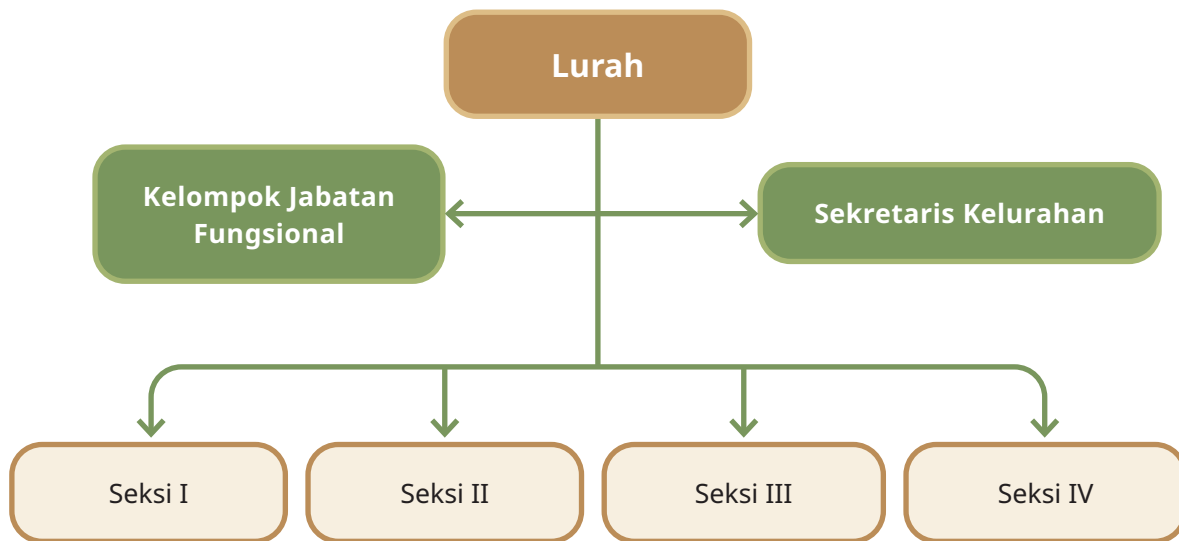 Lurah
Kelompok Jabatan
Fungsional
Sekretaris Kelurahan
Seksi I
Seksi II
Seksi III
Seksi IV